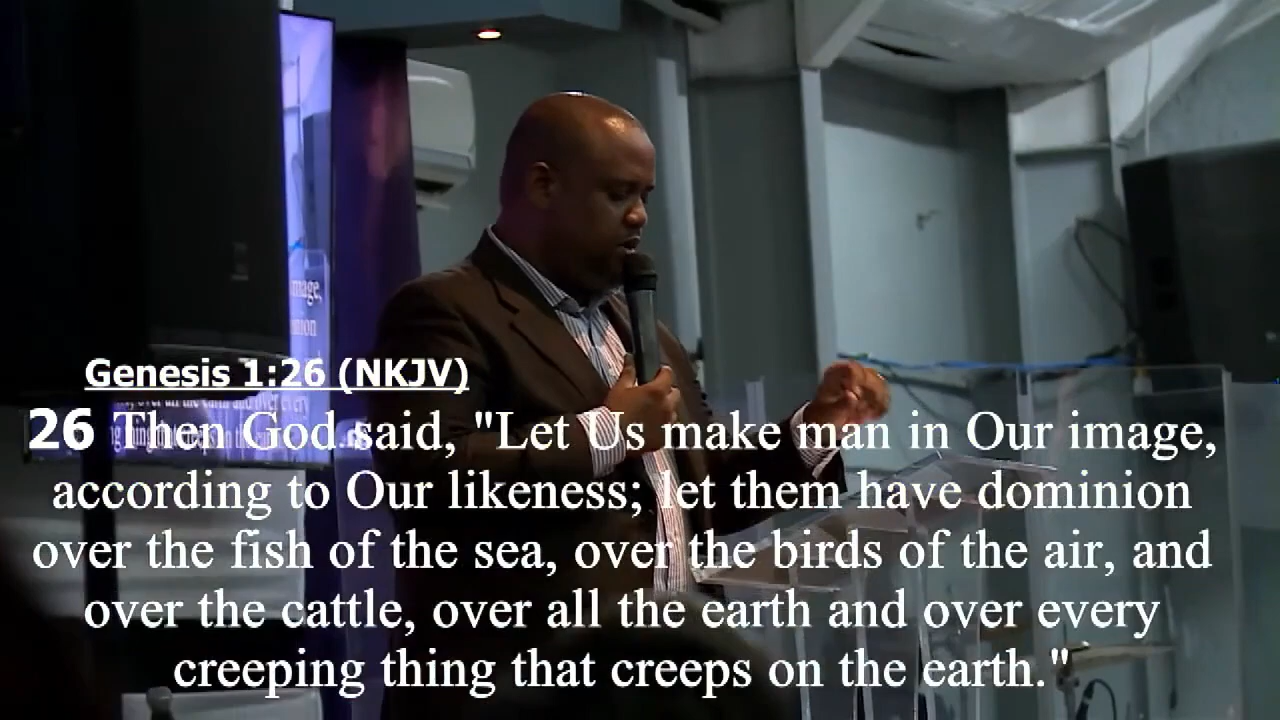 Genesis 1:26 (NKJV)
26 Then God said, "Let Us make man in Our image,
according to Our likeness; let them have dominion
over the fish of the sea, over the birds of the air, and
over the cattle, over all the earth and over every
creeping thing that creeps on the earth."